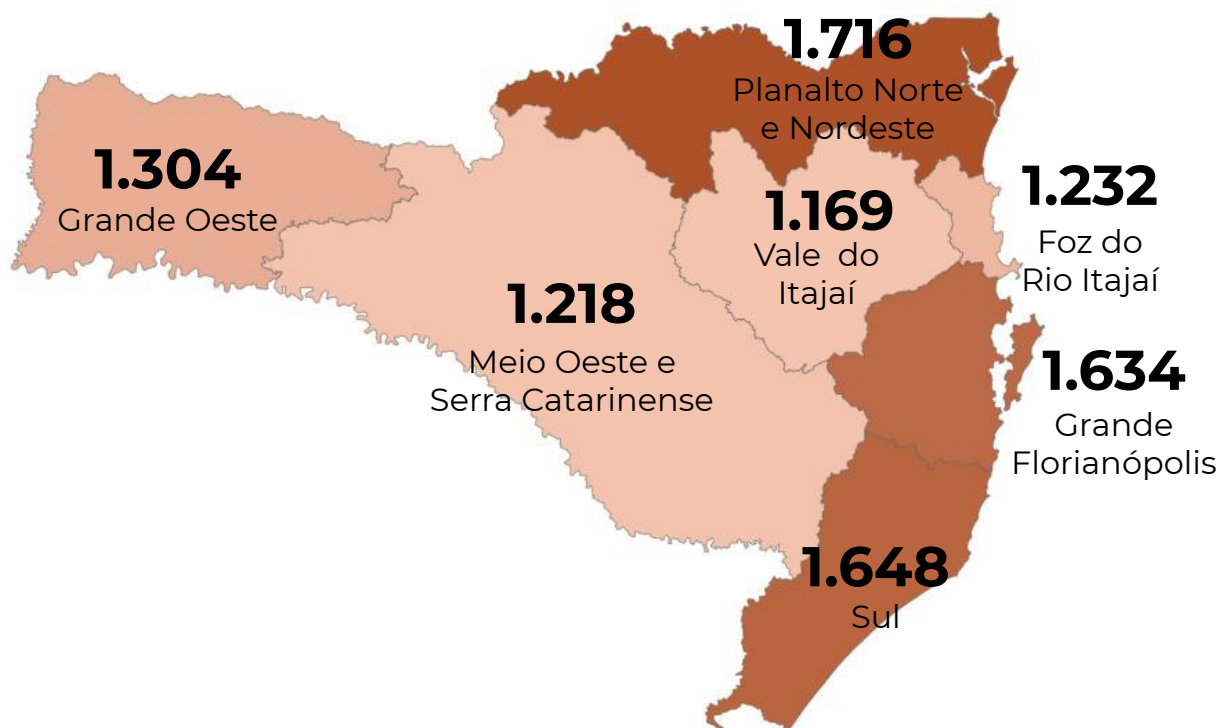 1.716
Planalto Norte
e Nordeste
1.304
Grande Oeste
1.169
Vale do
Itajaí
1.232
Foz do
Rio Itajaí
1.218
Meio Oeste e
Serra Catarinense
1.634
Grande
Florianópolis
1.648
Sul